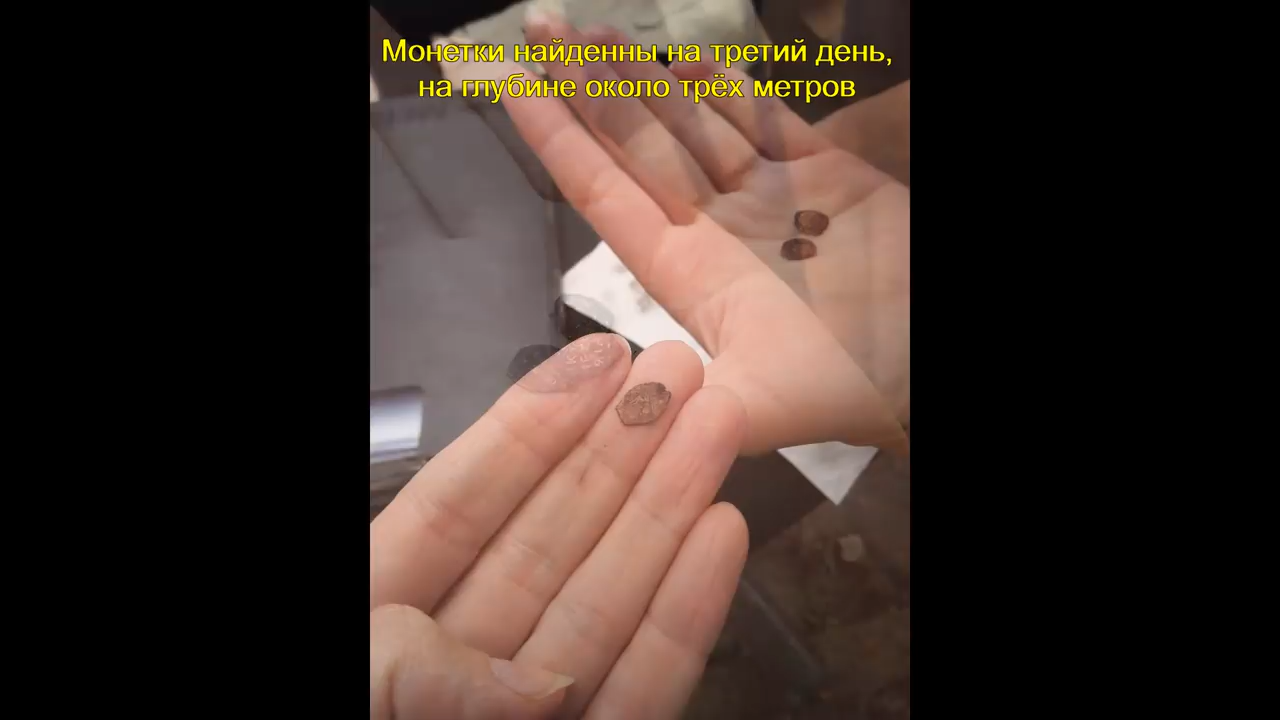 Монетки найденны на третий день,
на глубине около трёх метров